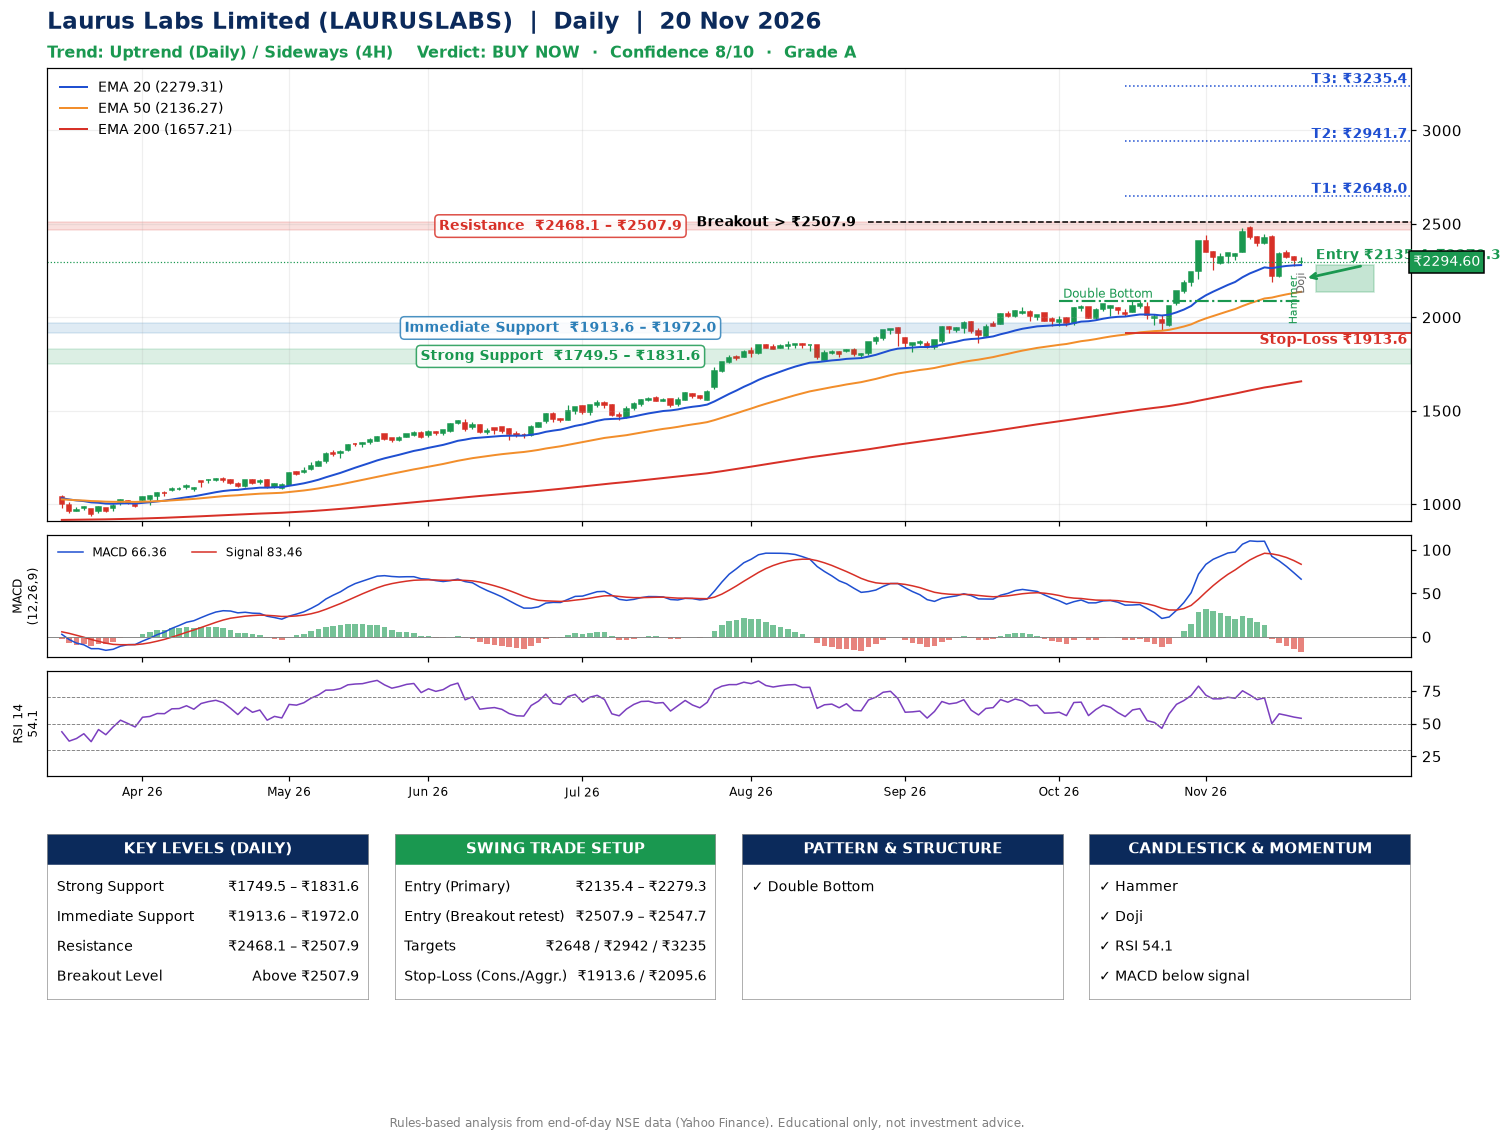 Laurus Labs Limited (LAURUSLABS) | Daily | 20 Nov 2026
Trend: Uptrend (Daily) / Sideways (4H) Verdict: BUY NOW · Confidence 8/10 · Grade A
EMA 20 (2279.31)
EMA 50 (2136.27)
EMA 200 (1657.21)
T3: ₹3235.4
T2: ₹2941.7
T1: ₹2648.0
Resistance ₹2468.1 – ₹2507.9
Breakout > ₹2507.9
Entry ₹2135
.3
₹2294.60
Doji
Hammer
Double Bottom
Immediate Support ₹1913.6 – ₹1972.0
Stop-Loss ₹1913.6
Strong Support ₹1749.5 – ₹1831.6
3000
2500
2000
1500
1000
MACD 66.36
Signal 83.46
MACD
(12,26,9)
100
50
0
RSI 14
54.1
75
50
25
Apr 26
May 26
Jun 26
Jul 26
Aug 26
Sep 26
Oct 26
Nov 26
KEY LEVELS (DAILY)
Strong Support ₹1749.5 – ₹1831.6
Immediate Support ₹1913.6 – ₹1972.0
Resistance ₹2468.1 – ₹2507.9
Breakout Level Above ₹2507.9
SWING TRADE SETUP
Entry (Primary) ₹2135.4 – ₹2279.3
Entry (Breakout retest) ₹2507.9 – ₹2547.7
Targets ₹2648 / ₹2942 / ₹3235
Stop-Loss (Cons./Aggr.) ₹1913.6 / ₹2095.6
PATTERN & STRUCTURE
✓ Double Bottom
CANDLESTICK & MOMENTUM
✓ Hammer
✓ Doji
✓ RSI 54.1
✓ MACD below signal
Rules-based analysis from end-of-day NSE data (Yahoo Finance). Educational only, not investment advice.